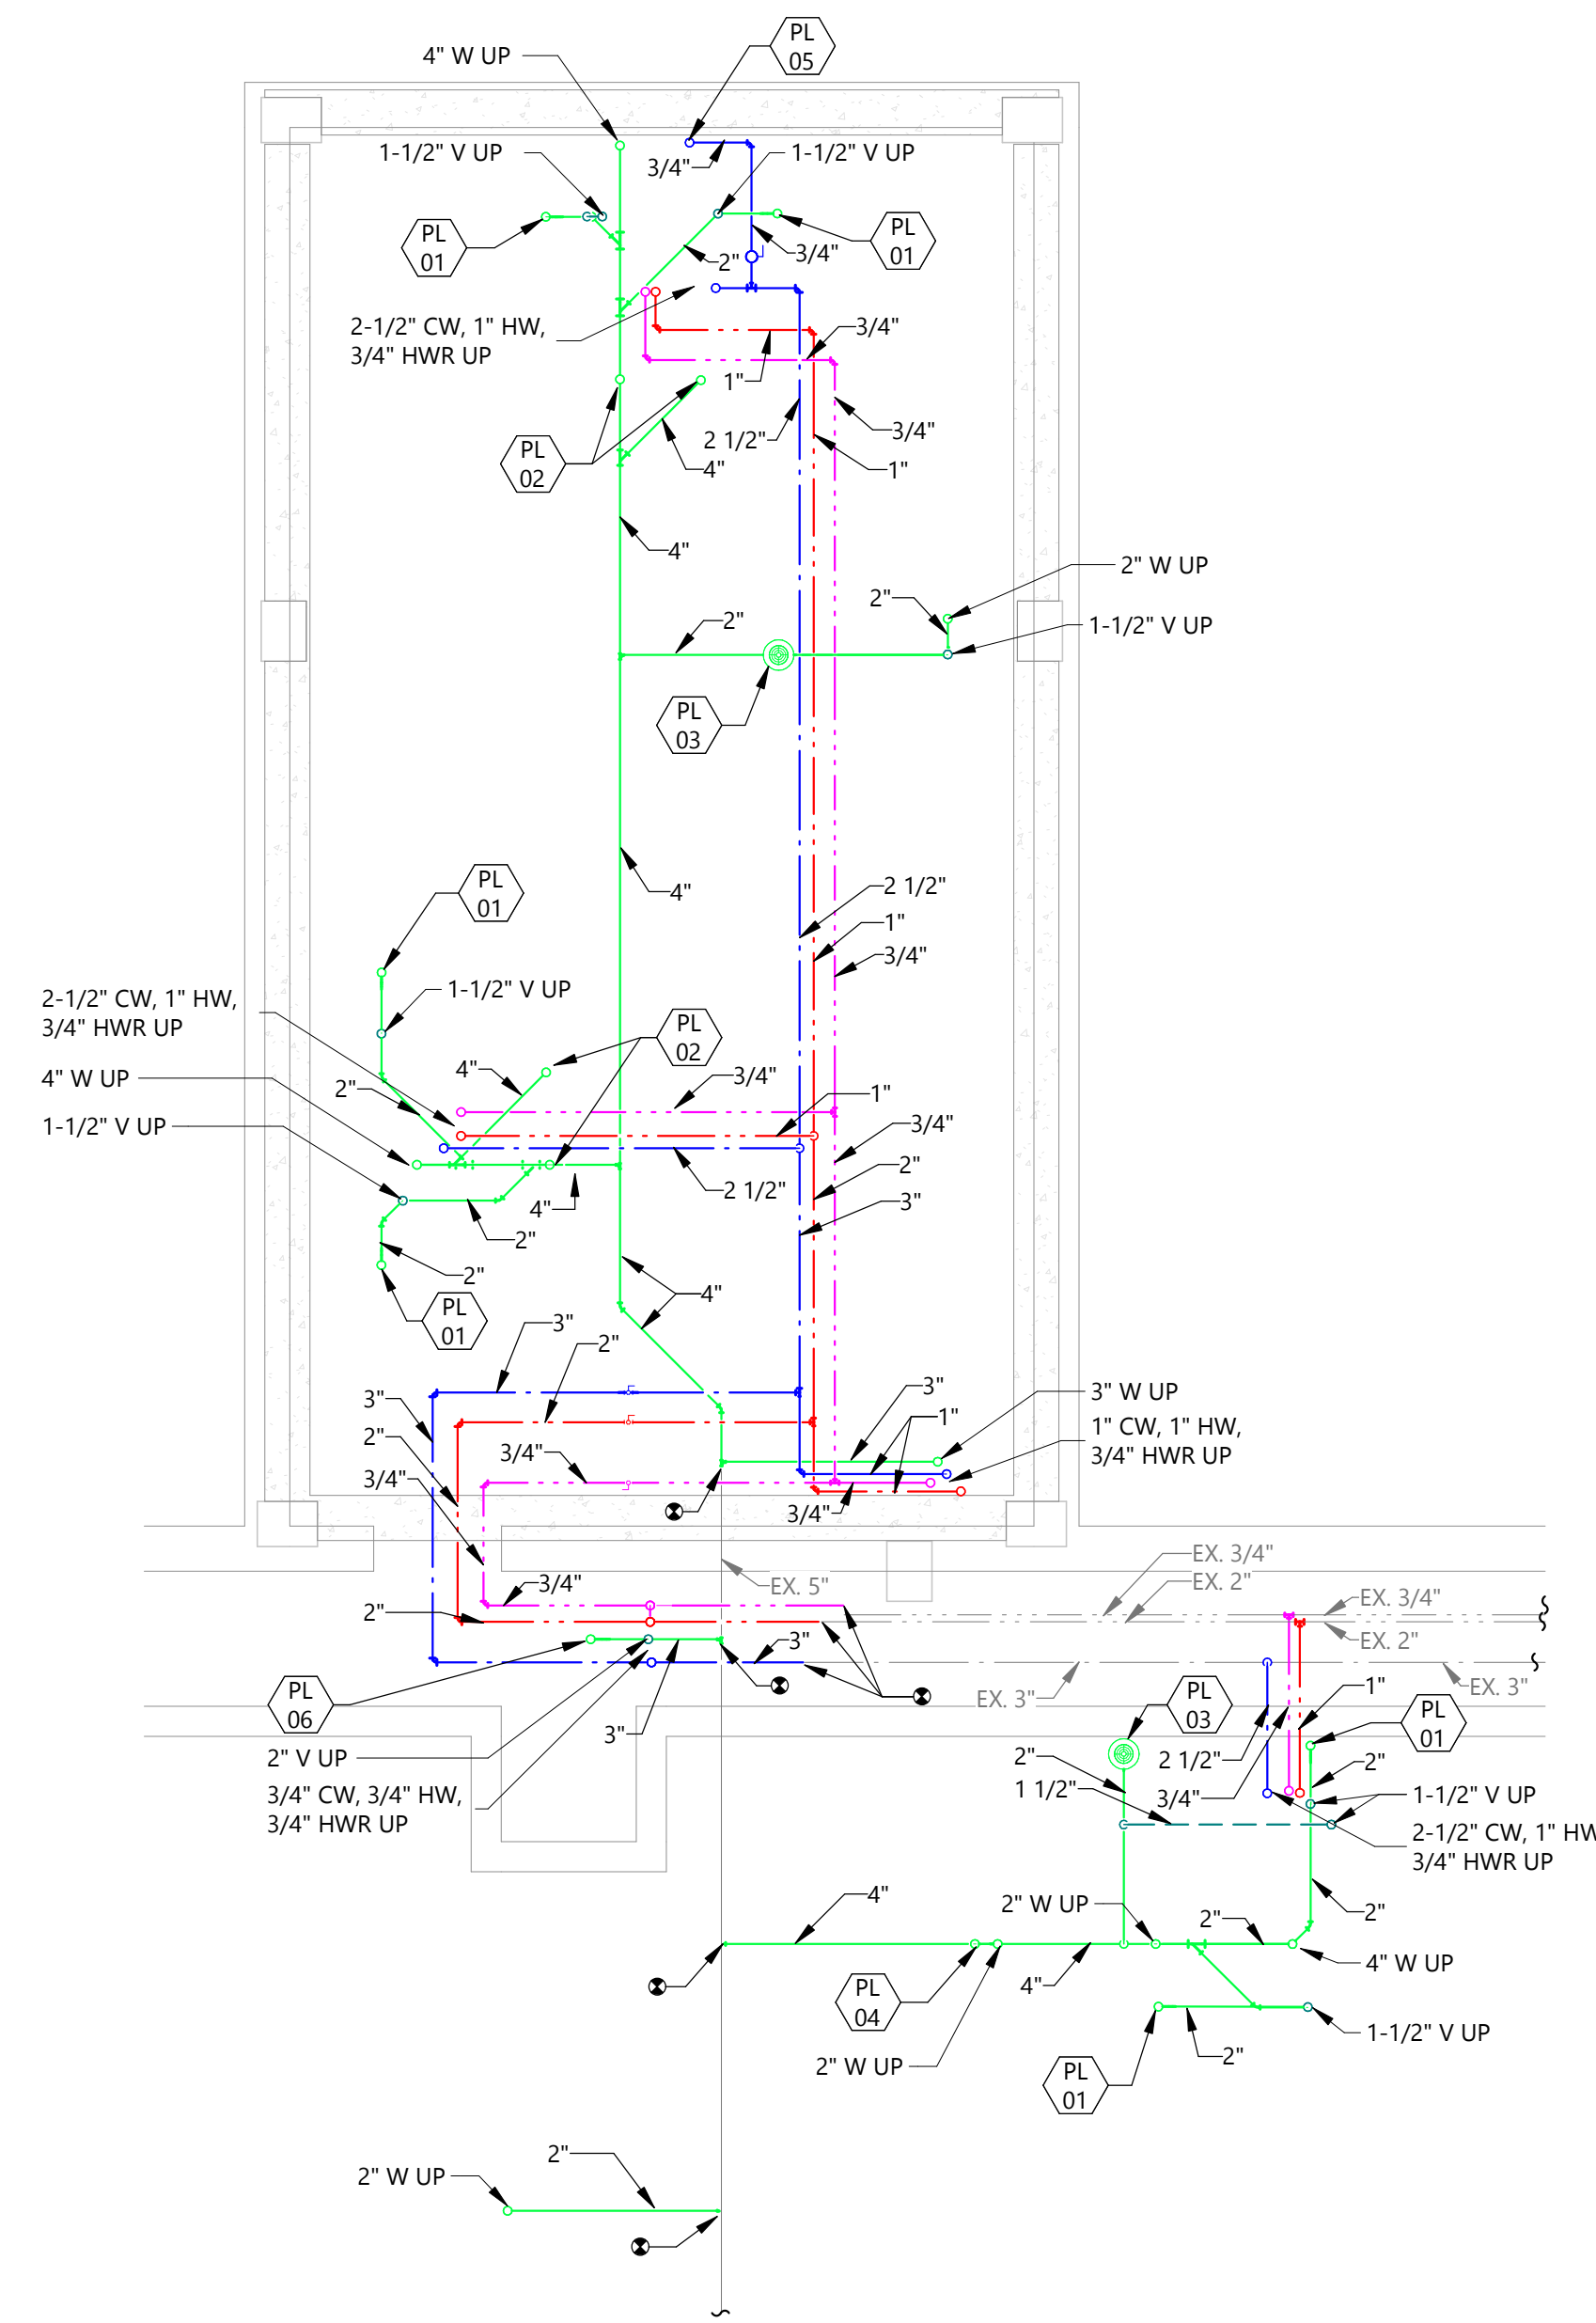 PL
05
4" W UP
1-1/2" V UP
3/4"
1-1/2" V UP
PL
01
PL
01
2"
3/4"
2-1/2" CW, 1" HW,
3/4" HWR UP
3/4"
1"
2 1/2"
3/4"
PL
02
4"
1"
4"
2" W UP
2"
2"
1-1/2" V UP
PL
03
PL
01
4"
2 1/2"
1"
3/4"
2-1/2" CW, 1" HW,
3/4" HWR UP
1-1/2" V UP
PL
02
4" W UP
4"
3/4"
2"
1"
1-1/2" V UP
3/4"
2"
2 1/2"
3"
4"
2"
2"
PL
01
4"
3"
2"
3"
3"
3" W UP
1"
1" CW, 1" HW,
3/4" HWR UP
2"
3/4"
3/4"
3/4"
EX. 3/4"
EX. 2"
EX. 5"
3/4"
EX. 3/4"
2"
EX. 2"
3"
PL
06
EX. 3"
EX. 3"
PL
03
1"
PL
01
3"
2" V UP
2"
2 1/2"
2"
3/4" CW, 3/4" HW,
3/4" HWR UP
1 1/2"
3/4"
1-1/2" V UP
2-1/2" CW, 1" HW
3/4" HWR UP
4"
2" W UP
2"
2"
4" W UP
PL
04
4"
1-1/2" V UP
2" W UP
2"
PL
01
2"
2" W UP